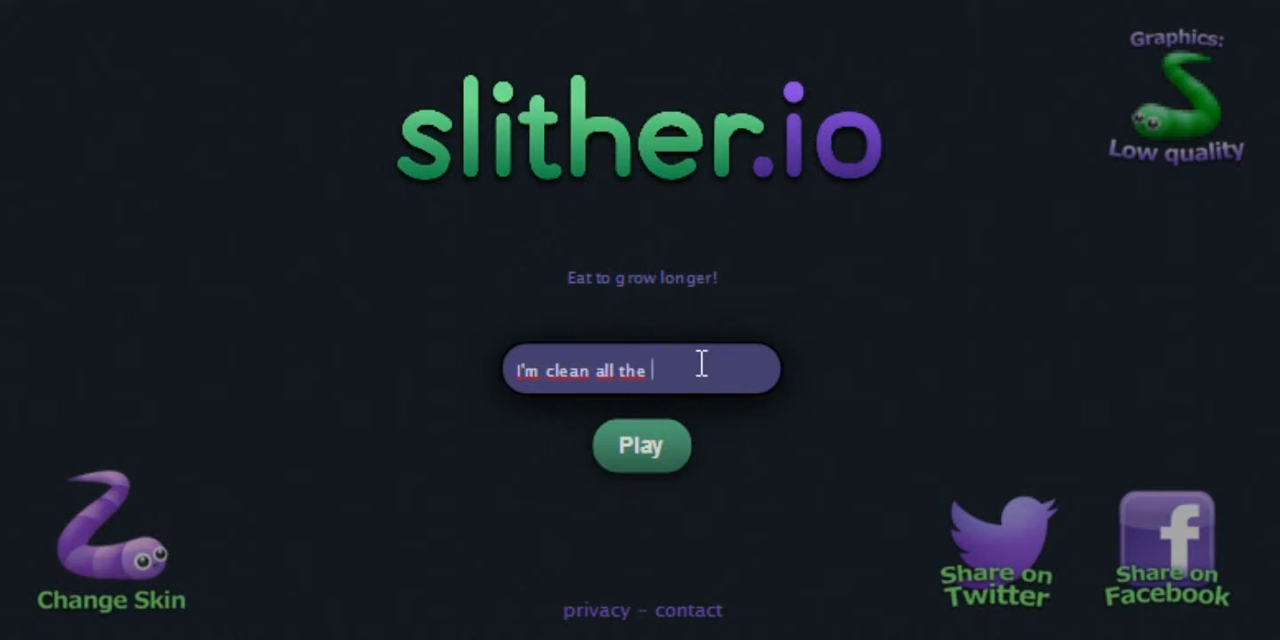 Graphics:
Low quality
slither.io
Eat to grow longer!
I'm clean all the
Play
Change Skin
Share on
Twitter
Share on
Facebook
privacy - contact